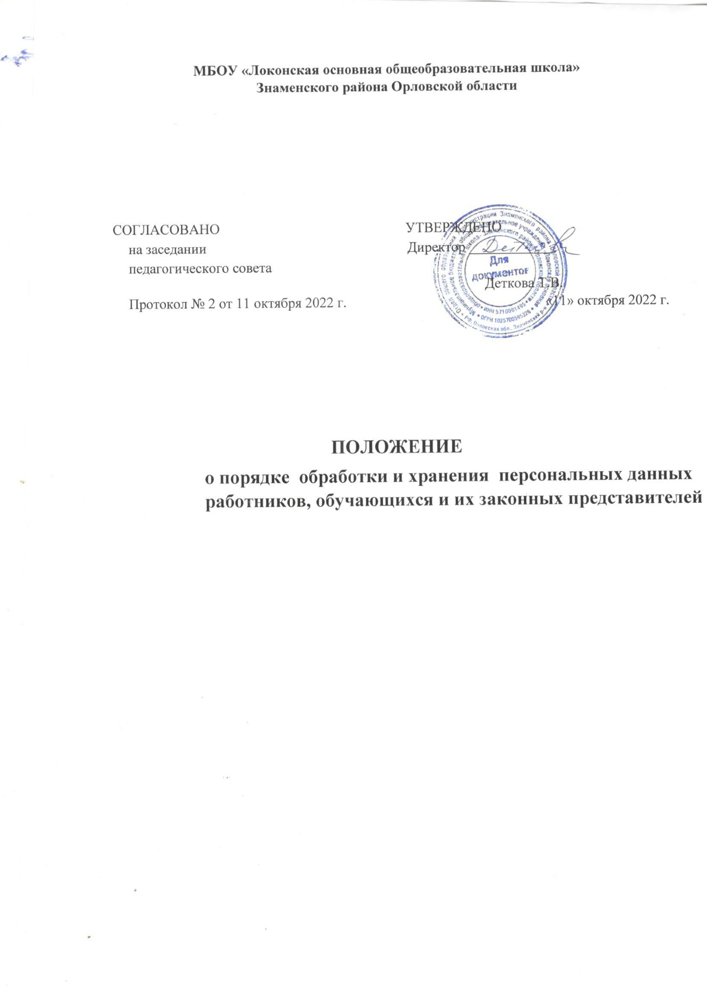 МБОУ «Локонская основная общеобразовательная школа»
Знаменского района Орловской области
СОГЛАСОВАНО
на заседании
педагогического совета
Протокол № 2 от 11 октября 2022 г.
УТВЕРЖДЕНО
Директор
Деткова Т.В.
«11» октября 2022 г.
Для
документов
ИНН 5710001495
ОГРН 1025700595326
ПОЛОЖЕНИЕ
о порядке обработки и хранения персональных данных
работников, обучающихся и их законных представителей